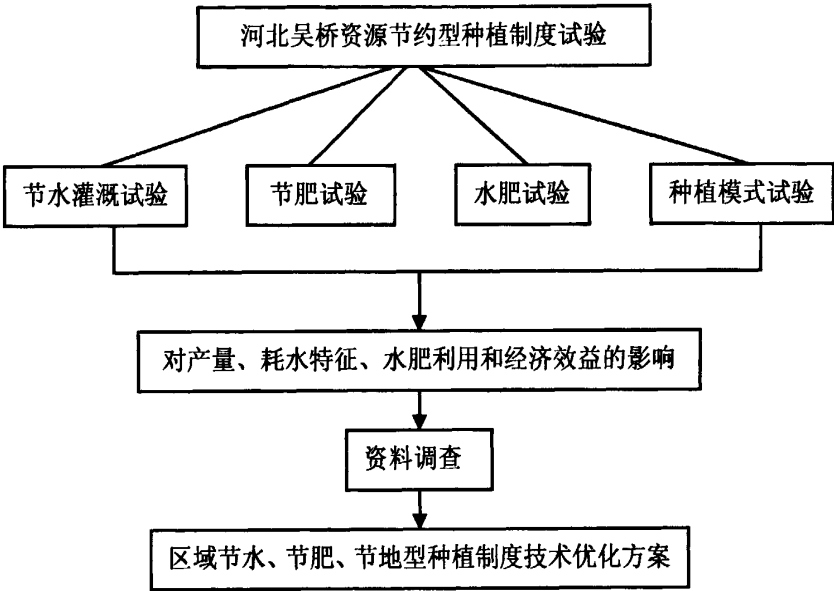 河北吴桥资源节约型种植制度试验
节水灌溉试验
节肥试验
水肥试验
种植模式试验
对产量、耗水特征、水肥利用和经济效益的影响
资料调查
区域节水、节肥、节地型种植制度技术优化方案